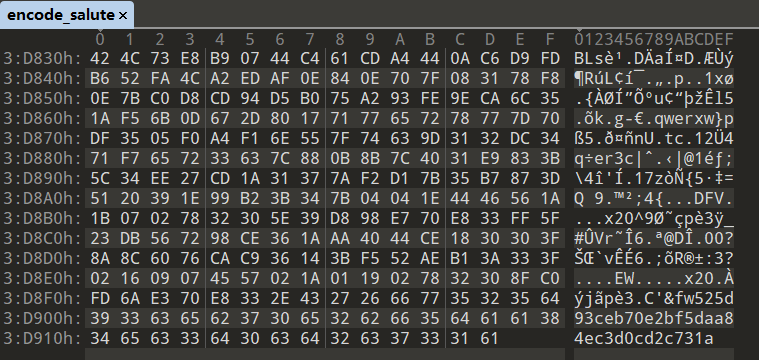 encode_salute ×
0 1 2 3 4 5 6 7 8 9 A B C D E F 0123456789ABCDEF
3:D830h: 42 4C 73 E8 B9 07 44 C4 61 CD A4 44 0A C6 D9 FD BLsè¹.DÄaÍ¤D.ÆÙý
3:D840h: B6 52 FA 4C A2 ED AF 0E 84 0E 70 7F 08 31 78 F8 ¶RúL¢í¯.„.p..1xø
3:D850h: 0E 7B C0 D8 CD 94 D5 B0 75 A2 93 FE 9E CA 6C 35 .{ÀØÍ”Õ°u¢“þžÊl5
3:D860h: 1A F5 6B 0D 67 2D 80 17 71 77 65 72 78 77 7D 70 .õk.g-€.qwerxw}p
3:D870h: DF 35 05 F0 A4 F1 6E 55 7F 74 63 9D 31 32 DC 34 ß5.ð¤ñnU.tc.12Ü4
3:D880h: 71 F7 65 72 33 63 7C 88 0B 8B 7C 40 31 E9 83 3B q÷er3c|ˆ.‹|@1éƒ;
3:D890h: 5C 34 EE 27 CD 1A 31 37 7A F2 D1 7B 35 B7 87 3D \4î'Í.17zòÑ{5·‡=
3:D8A0h: 51 20 39 1E 99 B2 3B 34 7B 04 04 1E 44 46 56 1A Q 9.™²;4{...DFV.
3:D8B0h: 1B 07 02 78 32 30 5E 39 D8 98 E7 70 E8 33 FF 5F ...x20^9Ø˜çpè3ÿ_
3:D8C0h: 23 DB 56 72 98 CE 36 1A AA 40 44 CE 18 30 30 3F #ÛVr˜Î6.ª@DÎ.00?
3:D8D0h: 8A 8C 60 76 CA C9 36 14 3B F5 52 AE B1 3A 33 3F ŠŒ`vÊÉ6.;õR®±:3?
3:D8E0h: 02 16 09 07 45 57 02 1A 01 19 02 78 32 30 8F C0 ....EW.....x20.À
3:D8F0h: FD 6A E3 70 E8 33 2E 43 27 26 66 77 35 32 35 64 ýjãpè3.C'&fw525d
3:D900h: 39 33 63 65 62 37 30 65 32 62 66 35 64 61 61 38 93ceb70e2bf5daa8
3:D910h: 34 65 63 33 64 30 63 64 32 63 37 33 31 61 4ec3d0cd2c731a